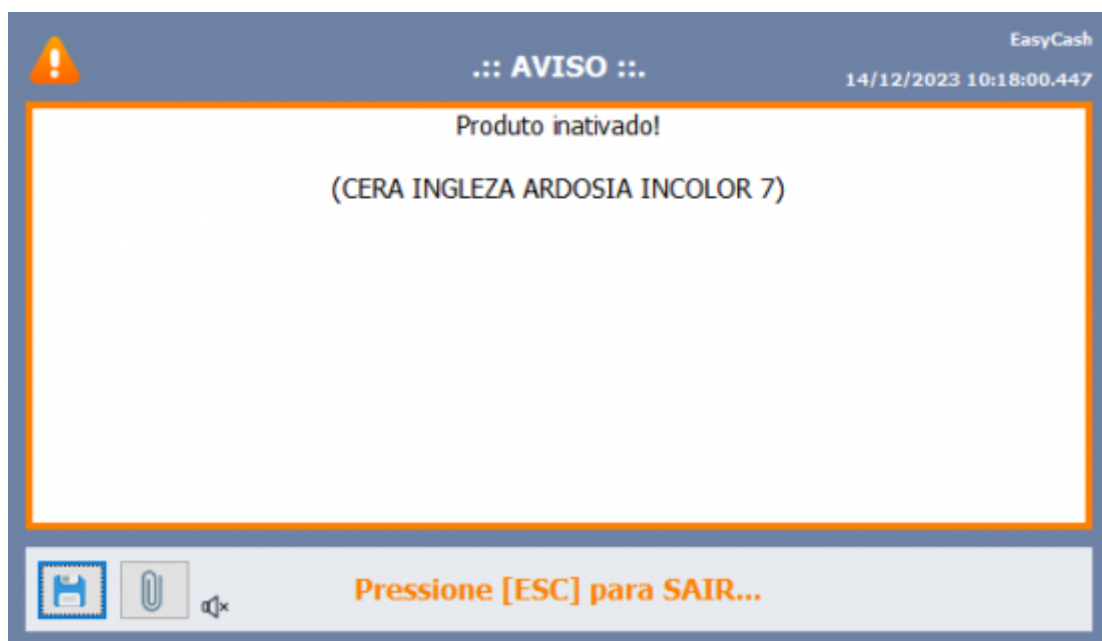 EasyCash
.:: AVISO ::.
14/12/2023 10:18:00.447
Produto inativado!
(CERA INGLEZA ARDOSIA INCOLOR 7)
Pressione [ESC] para SAIR...